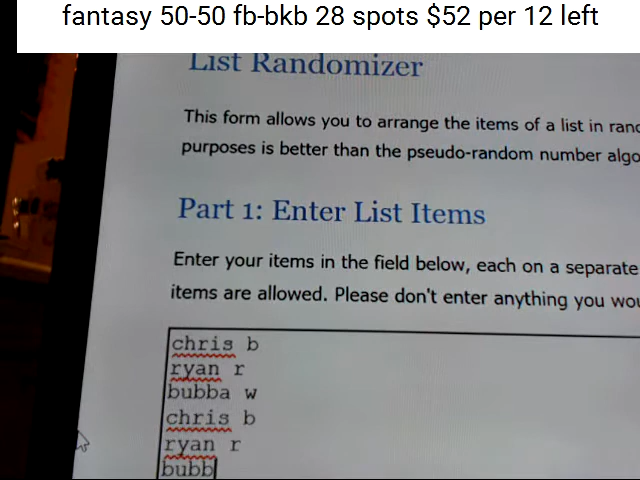 fantasy 50-50 fb-bkb 28 spots $52 per 12 left
List Randomizer
This form allows you to arrange the items of a list in
purposes is better than the pseudo-random number
Part 1: Enter List Items
Enter your items in the field below, each on a separate
items are allowed. Please don't enter anything you
chris b
ryan r
bubba w
chris b
ryan r
bubb